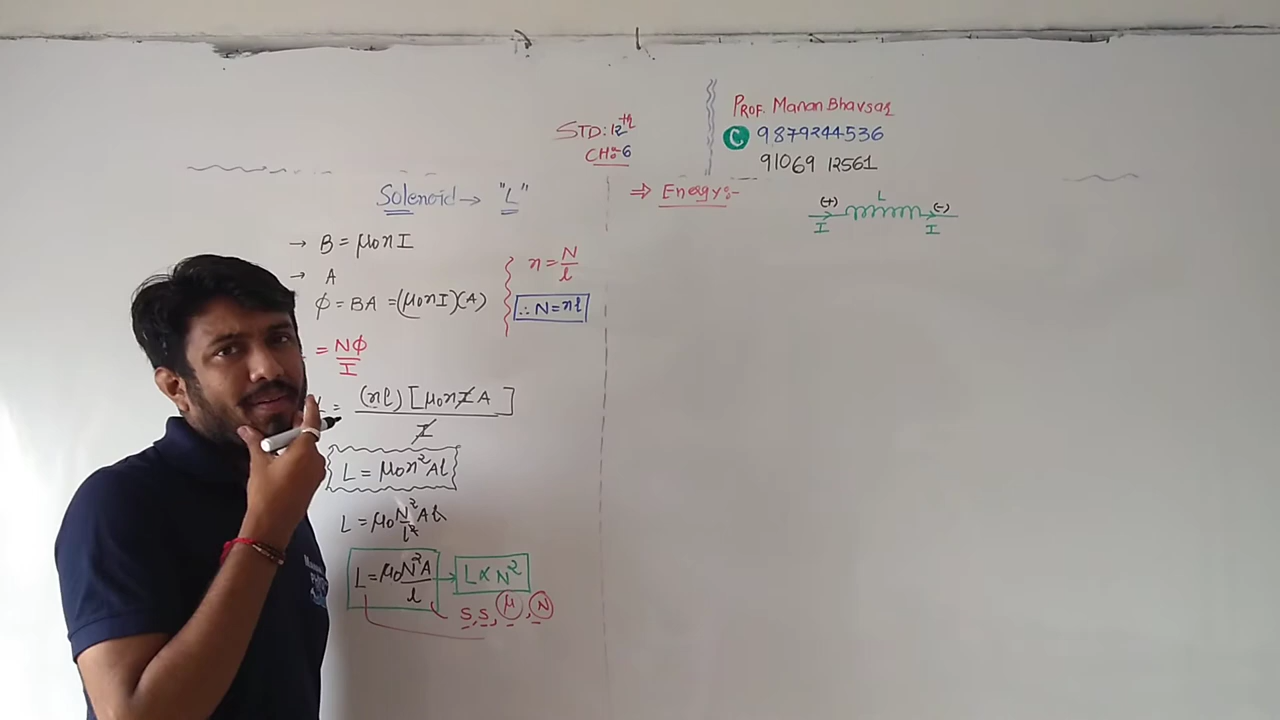 STD: 12th
CH:-6
PROF. Manan Bhavsar
C 9879244536
91069 12561
Solenoid → "L"
→ B = μ₀nI
→ A
ϕ = BA = (μ₀nI)(A)
n = N/l
∴ N = nl
= Nϕ/I
L = (nl) [μ₀nIA] / I
L = μ₀n²Al
L = μ₀ N²/l² Al
L = μ₀N²A/l → L ∝ N²
S, S, μ, N
⇒ Energy:-
(+) L (-)
I I